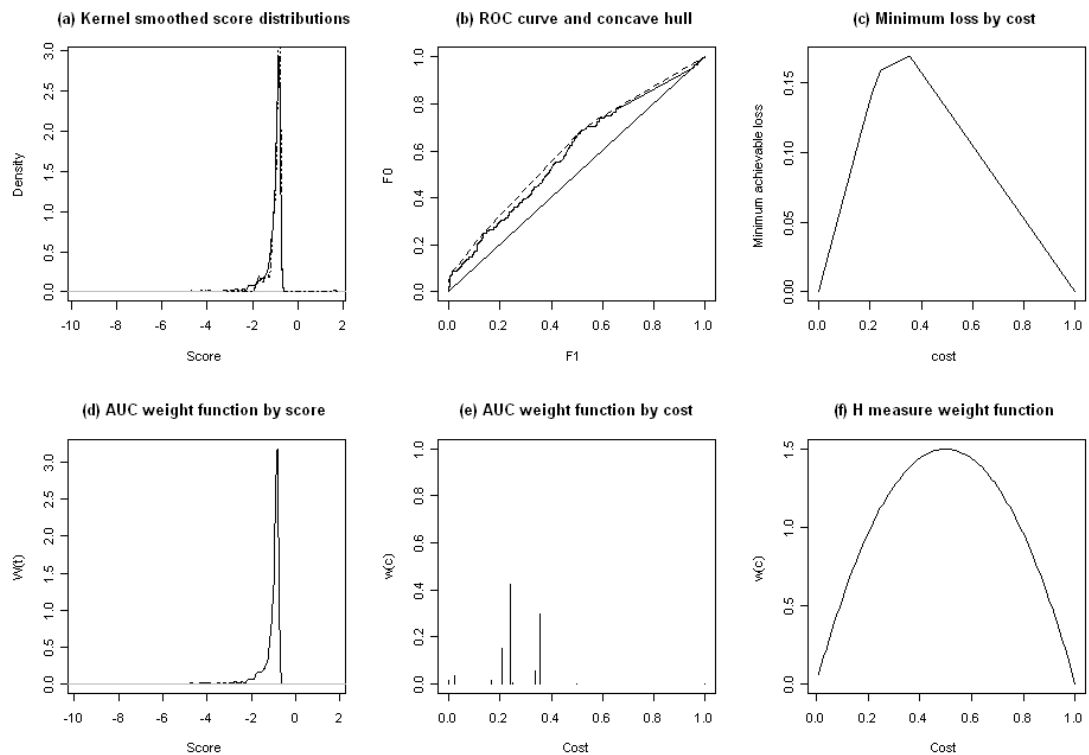 (a) Kernel smoothed score distributions
Density
0.0 0.5 1.0 1.5 2.0 2.5 3.0
-10 -8 -6 -4 -2 0 2
Score
(b) ROC curve and concave hull
F0
0.0 0.2 0.4 0.6 0.8 1.0
0.0 0.2 0.4 0.6 0.8 1.0
F1
(c) Minimum loss by cost
Minimum achievable loss
0.00 0.05 0.10 0.15
0.0 0.2 0.4 0.6 0.8 1.0
cost
(d) AUC weight function by score
W(t)
0.0 0.5 1.0 1.5 2.0 2.5 3.0
-10 -8 -6 -4 -2 0 2
Score
(e) AUC weight function by cost
w(c)
0.0 0.2 0.4 0.6 0.8 1.0
0.0 0.2 0.4 0.6 0.8 1.0
Cost
(f) H measure weight function
w(c)
0.0 0.5 1.0 1.5
0.0 0.2 0.4 0.6 0.8 1.0
Cost